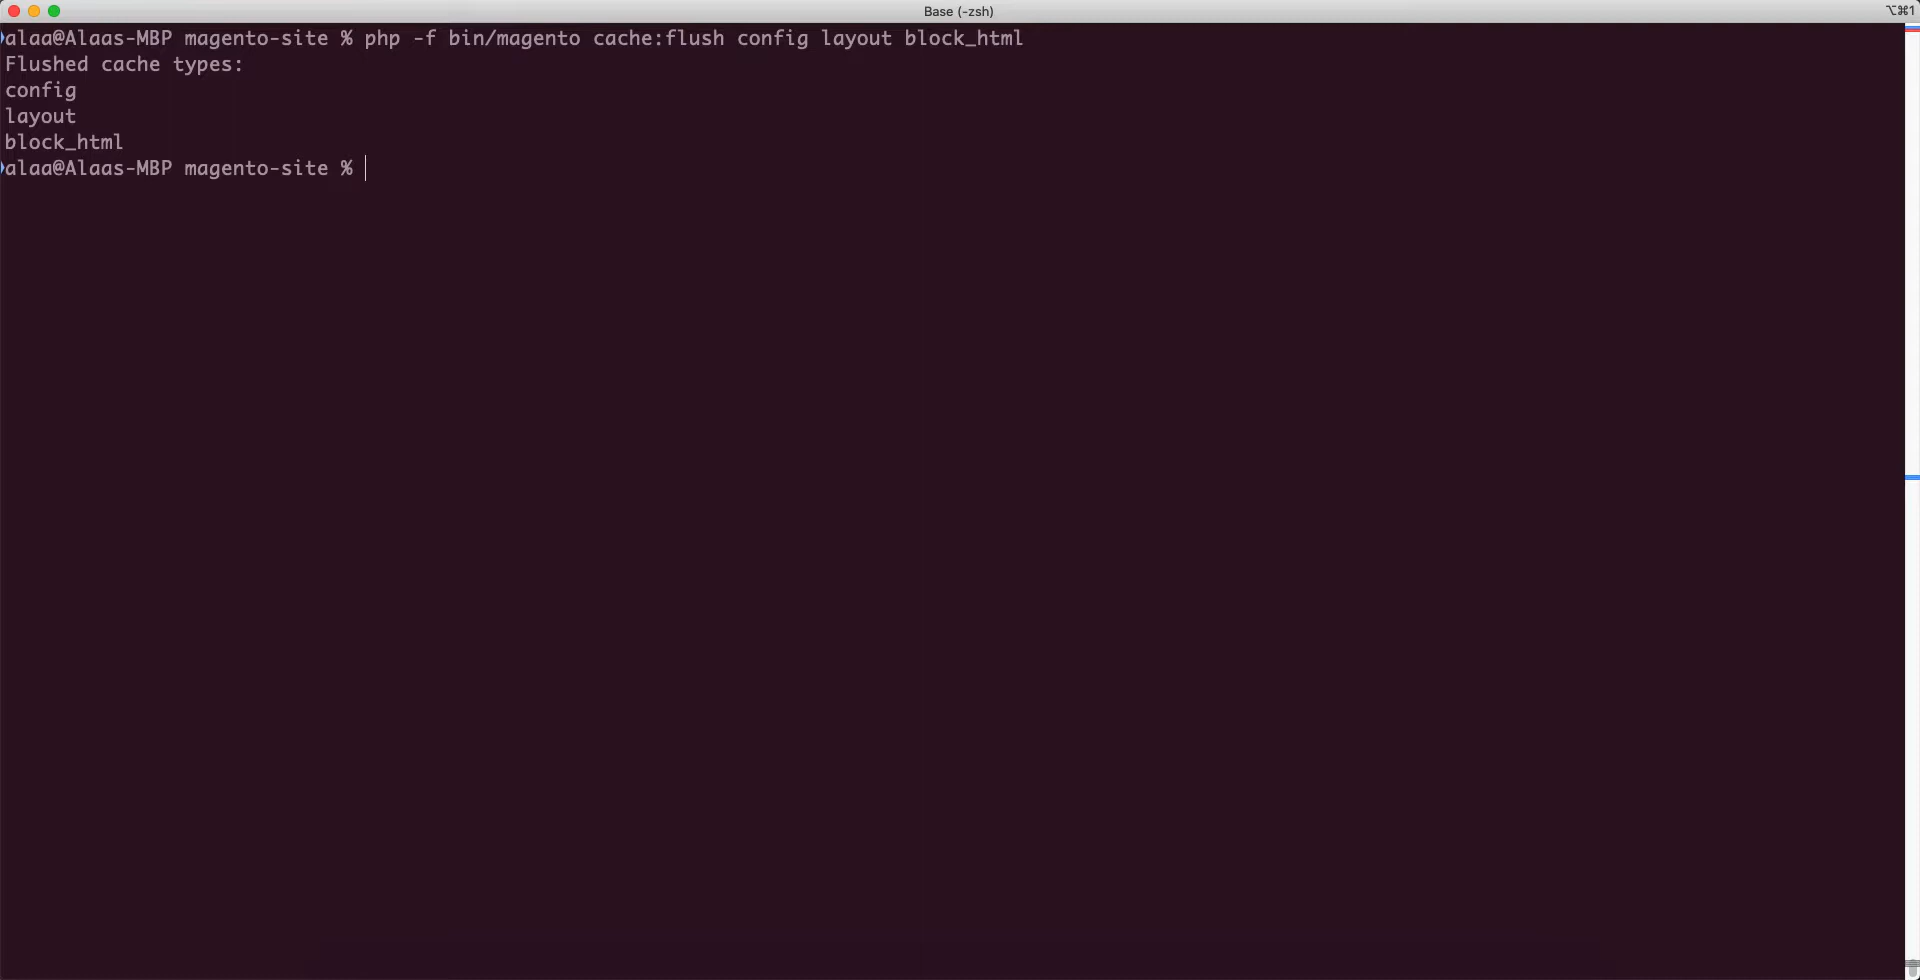 Base (-zsh)
⌥⌘1
alaa@Alaas-MBP magento-site % php -f bin/magento cache:flush config layout block_html
Flushed cache types:
config
layout
block_html
alaa@Alaas-MBP magento-site %